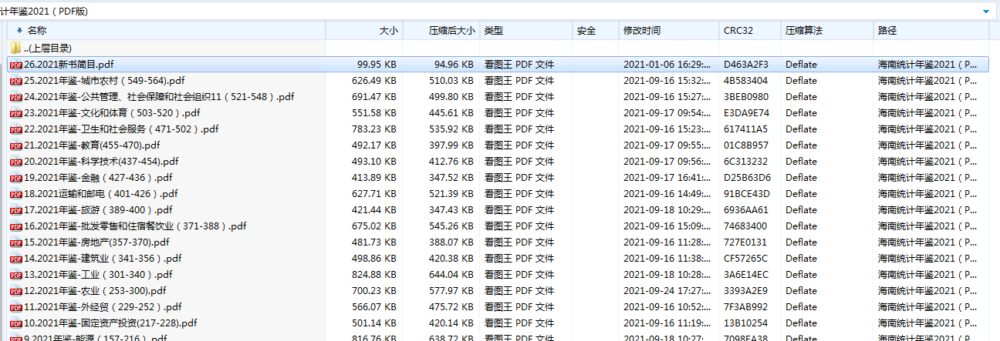 计年鉴2021（PDF版)
名称 大小 压缩后大小 类型 安全 修改时间 CRC32 压缩算法 路径
..(上层目录)
26.2021新书简目.pdf 99.95 KB 94.96 KB 看图王 PDF 文件 2021-01-06 16:29:... D463A2F3 Deflate 海南统计年鉴2021（P...
25.2021年鉴-城市农村（549-564).pdf 626.49 KB 510.03 KB 看图王 PDF 文件 2021-09-16 15:32:... 4B583404 Deflate 海南统计年鉴2021（P...
24.2021年鉴-公共管理、社会保障和社会组织11（521-548）.pdf 691.47 KB 499.80 KB 看图王 PDF 文件 2021-09-16 15:27:... 3BEB0980 Deflate 海南统计年鉴2021（P...
23.2021年鉴-文化和体育（503-520）.pdf 551.58 KB 445.61 KB 看图王 PDF 文件 2021-09-17 09:54:... E3DA9E74 Deflate 海南统计年鉴2021（P...
22.2021年鉴-卫生和社会服务（471-502）.pdf 783.23 KB 535.92 KB 看图王 PDF 文件 2021-09-16 15:23:... 617411A5 Deflate 海南统计年鉴2021（P...
21.2021年鉴-教育(455-470).pdf 492.17 KB 397.99 KB 看图王 PDF 文件 2021-09-17 09:55:... 01C8B957 Deflate 海南统计年鉴2021（P...
20.2021年鉴-科学技术(437-454).pdf 493.10 KB 412.76 KB 看图王 PDF 文件 2021-09-17 09:56:... 6C313232 Deflate 海南统计年鉴2021（P...
19.2021年鉴-金融（427-436）.pdf 413.89 KB 347.52 KB 看图王 PDF 文件 2021-09-17 16:41:... D25B63D6 Deflate 海南统计年鉴2021（P...
18.2021运输和邮电（401-426）.pdf 627.71 KB 521.39 KB 看图王 PDF 文件 2021-09-16 14:49:... 91BCE43D Deflate 海南统计年鉴2021（P...
17.2021年鉴-旅游（389-400）.pdf 421.44 KB 347.43 KB 看图王 PDF 文件 2021-09-18 10:29:... 6936AA61 Deflate 海南统计年鉴2021（P...
16.2021年鉴-批发零售和住宿餐饮业（371-388）.pdf 675.02 KB 545.26 KB 看图王 PDF 文件 2021-09-16 15:09:... 74683400 Deflate 海南统计年鉴2021（P...
15.2021年鉴-房地产(357-370).pdf 481.73 KB 388.07 KB 看图王 PDF 文件 2021-09-16 11:28:... 727E0131 Deflate 海南统计年鉴2021（P...
14.2021年鉴-建筑业（341-356）.pdf 498.86 KB 420.38 KB 看图王 PDF 文件 2021-09-16 11:38:... CF57265C Deflate 海南统计年鉴2021（P...
13.2021年鉴-工业（301-340）.pdf 824.88 KB 644.04 KB 看图王 PDF 文件 2021-09-18 10:28:... 3A6E14EC Deflate 海南统计年鉴2021（P...
12.2021年鉴-农业（253-300).pdf 700.23 KB 577.97 KB 看图王 PDF 文件 2021-09-24 17:27:... 3393A2E9 Deflate 海南统计年鉴2021（P...
11.2021年鉴-外经贸（229-252）.pdf 566.07 KB 475.72 KB 看图王 PDF 文件 2021-09-16 10:52:... 7F3AB992 Deflate 海南统计年鉴2021（P...
10.2021年鉴-固定资产投资(217-228).pdf 501.14 KB 420.14 KB 看图王 PDF 文件 2021-09-16 11:19:... 13B10254 Deflate 海南统计年鉴2021（P...
9.2021年鉴-能源（157-216）.pdf 816.76 KB 638.72 KB 看图王 PDF 文件 2021-09-18 10:27:... 7098EA38 Deflate 海南统计年鉴2021（P...